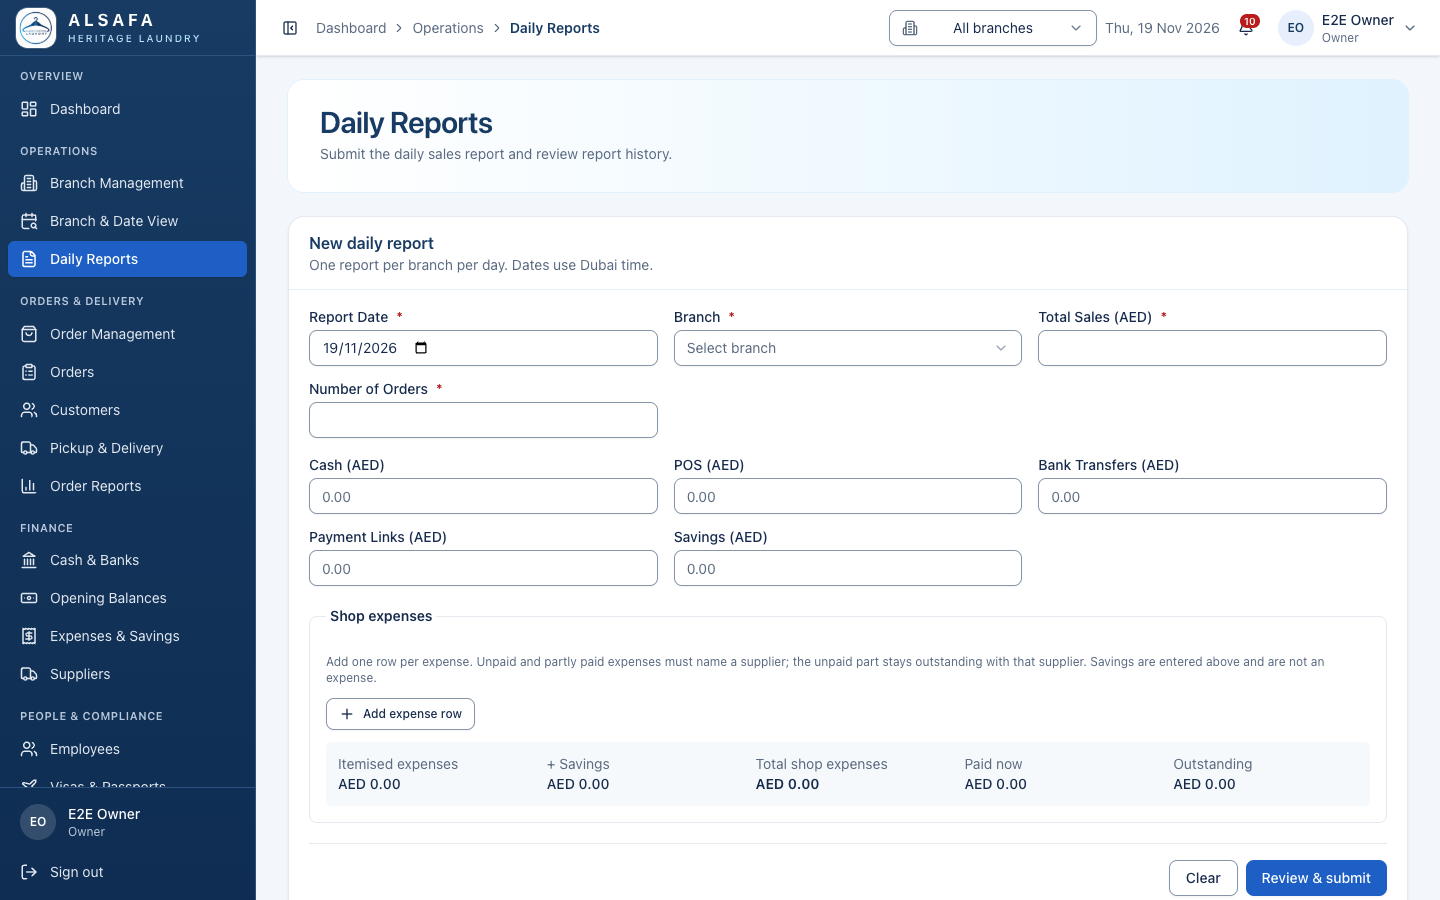 ALSAFA
HERITAGE LAUNDRY
OVERVIEW
Dashboard
OPERATIONS
Branch Management
Branch & Date View
Daily Reports
ORDERS & DELIVERY
Order Management
Orders
Customers
Pickup & Delivery
Order Reports
FINANCE
Cash & Banks
Opening Balances
Expenses & Savings
Suppliers
PEOPLE & COMPLIANCE
Employees
Visas & Passports
EO
E2E Owner
Owner
Sign out
Dashboard > Operations > Daily Reports
All branches
Thu, 19 Nov 2026
10
EO
E2E Owner
Owner
Daily Reports
Submit the daily sales report and review report history.
New daily report
One report per branch per day. Dates use Dubai time.
Report Date * Branch * Total Sales (AED) *
19/11/2026 Select branch
Number of Orders *
Cash (AED) POS (AED) Bank Transfers (AED)
0.00 0.00 0.00
Payment Links (AED) Savings (AED)
0.00 0.00
Shop expenses
Add one row per expense. Unpaid and partly paid expenses must name a supplier; the unpaid part stays outstanding with that supplier. Savings are entered above and are not an
expense.
+ Add expense row
Itemised expenses + Savings Total shop expenses Paid now Outstanding
AED 0.00 AED 0.00 AED 0.00 AED 0.00 AED 0.00
Clear Review & submit